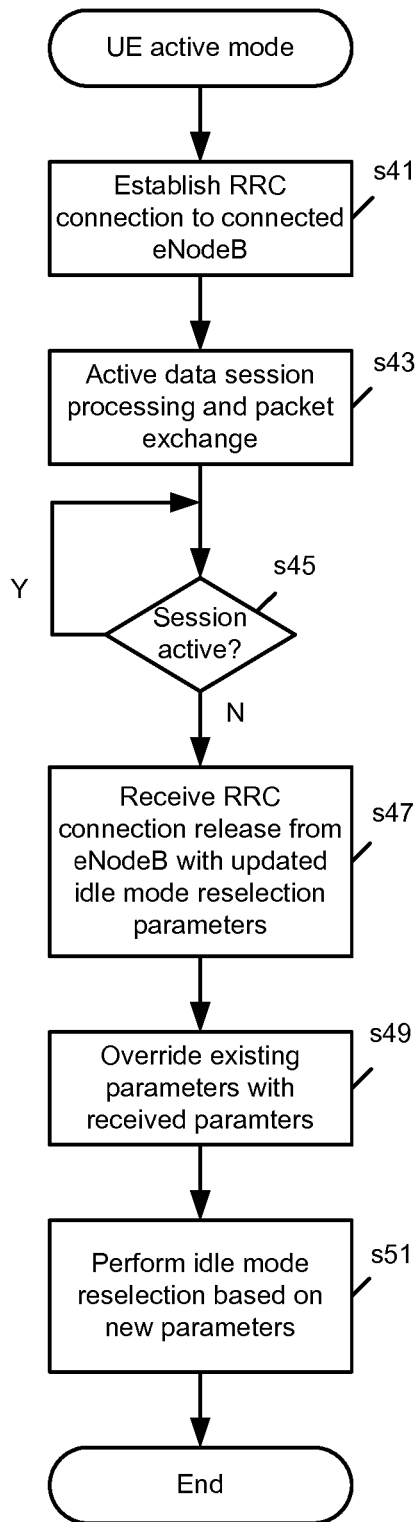 UE active mode
s41
Establish RRC
connection to connected
eNodeB
s43
Active data session
processing and packet
exchange
s45
Y
Session
active?
N
s47
Receive RRC
connection release from
eNodeB with updated
idle mode reselection
parameters
s49
Override existing
parameters with
received paramters
s51
Perform idle mode
reselection based on
new parameters
End